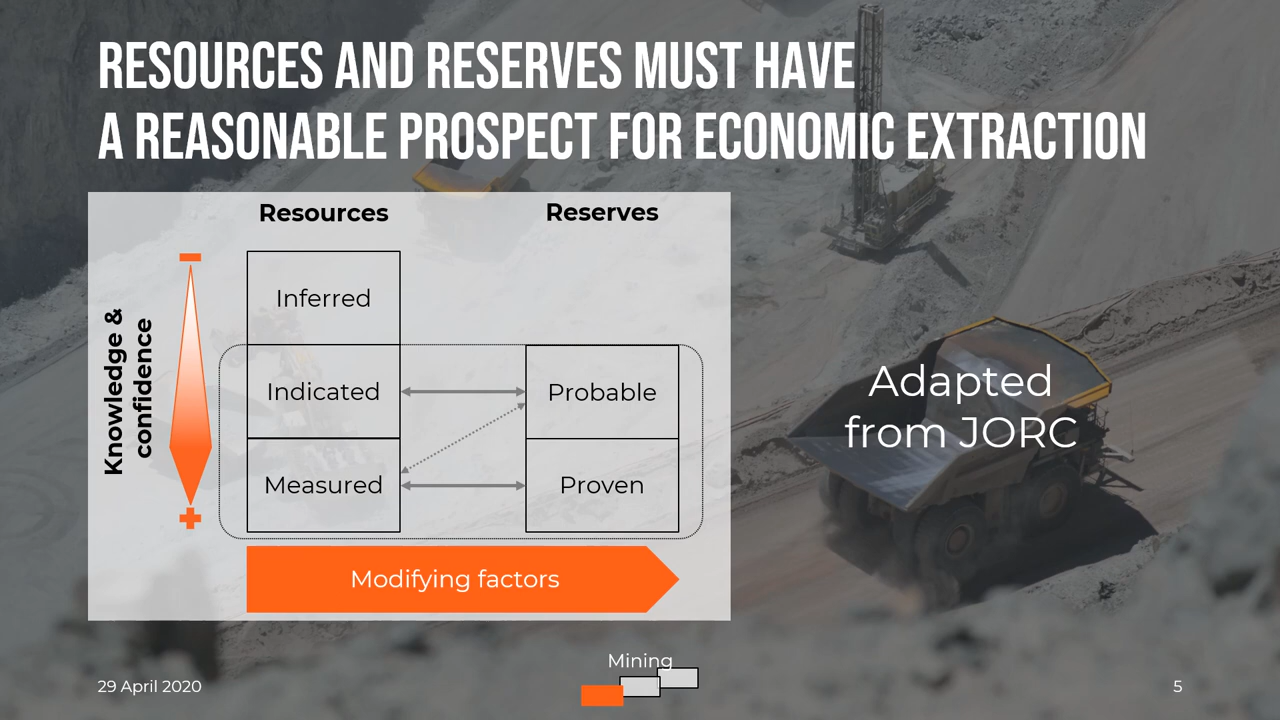 RESOURCES AND RESERVES MUST HAVE
A REASONABLE PROSPECT FOR ECONOMIC EXTRACTION
Resources
Reserves
Knowledge &
confidence
Inferred
Indicated
Probable
Measured
Proven
Modifying factors
Adapted
from JORC
Mining
29 April 2020
5